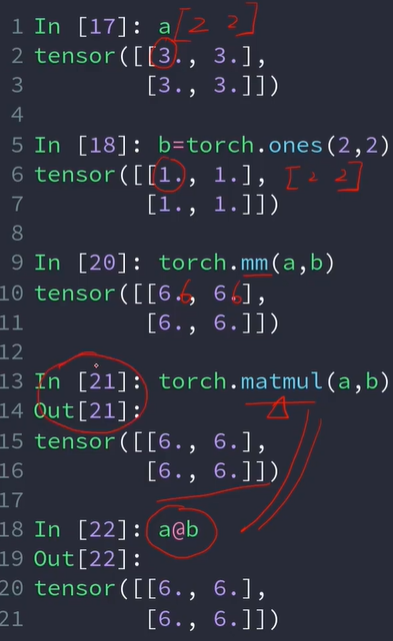 1 In [17]: a [2 2]
2 tensor([[3., 3.],
3 [3., 3.]])
4
5 In [18]: b=torch.ones(2,2)
6 tensor([[1., 1.], [2 2]
7 [1., 1.]])
8
9 In [20]: torch.mm(a,b)
10 tensor([[6., 6 6., 6],
11 [6., 6.]])
12
13 In [21]: torch.matmul(a,b)
14 Out[21]:
15 tensor([[6., 6.],
16 [6., 6.]])
17
18 In [22]: a@b
19 Out[22]:
20 tensor([[6., 6.],
21 [6., 6.]])